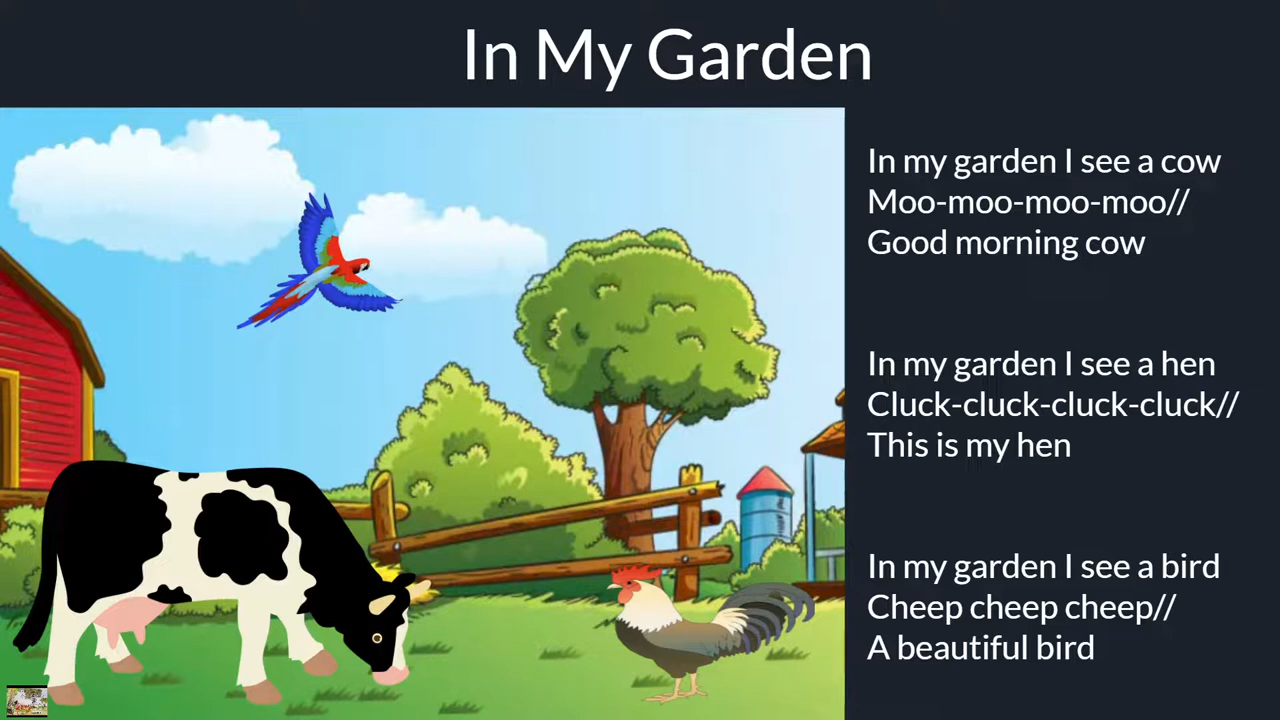 In My Garden
In my garden I see a cow
Moo-moo-moo-moo//
Good morning cow
In my garden I see a hen
Cluck-cluck-cluck-cluck//
This is my hen
In my garden I see a bird
Cheep cheep cheep//
A beautiful bird